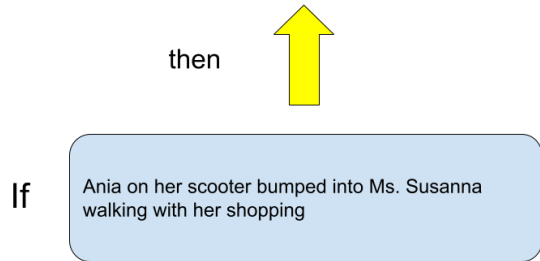 then
If
Ania on her scooter bumped into Ms. Susanna
walking with her shopping